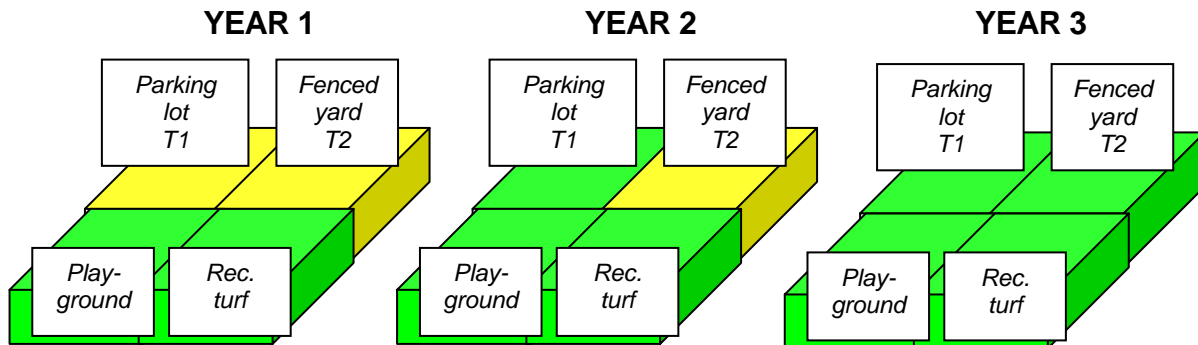 YEAR 1
YEAR 2
YEAR 3
Parking
lot
T1
Fenced
yard
T2
Parking
lot
T1
Fenced
yard
T2
Parking
lot
T1
Fenced
yard
T2
Play-
ground
Rec.
turf
Play-
ground
Rec.
turf
Play-
ground
Rec.
turf